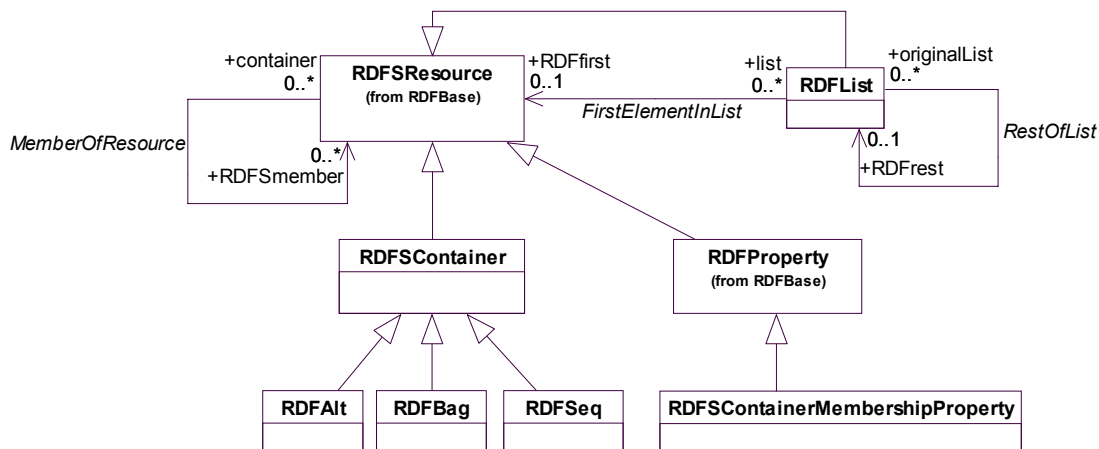 +container
0..*
RDFSResource
(from RDFBase)
+RDFfirst
0..1
+list
0..*
RDFList
+originalList
0..*
FirstElementInList
MemberOfResource
0..*
+RDFSmember
0..1
+RDFrest
RestOfList
RDFSContainer
RDFProperty
(from RDFBase)
RDFAlt
RDFBag
RDFSeq
RDFSContainerMembershipProperty